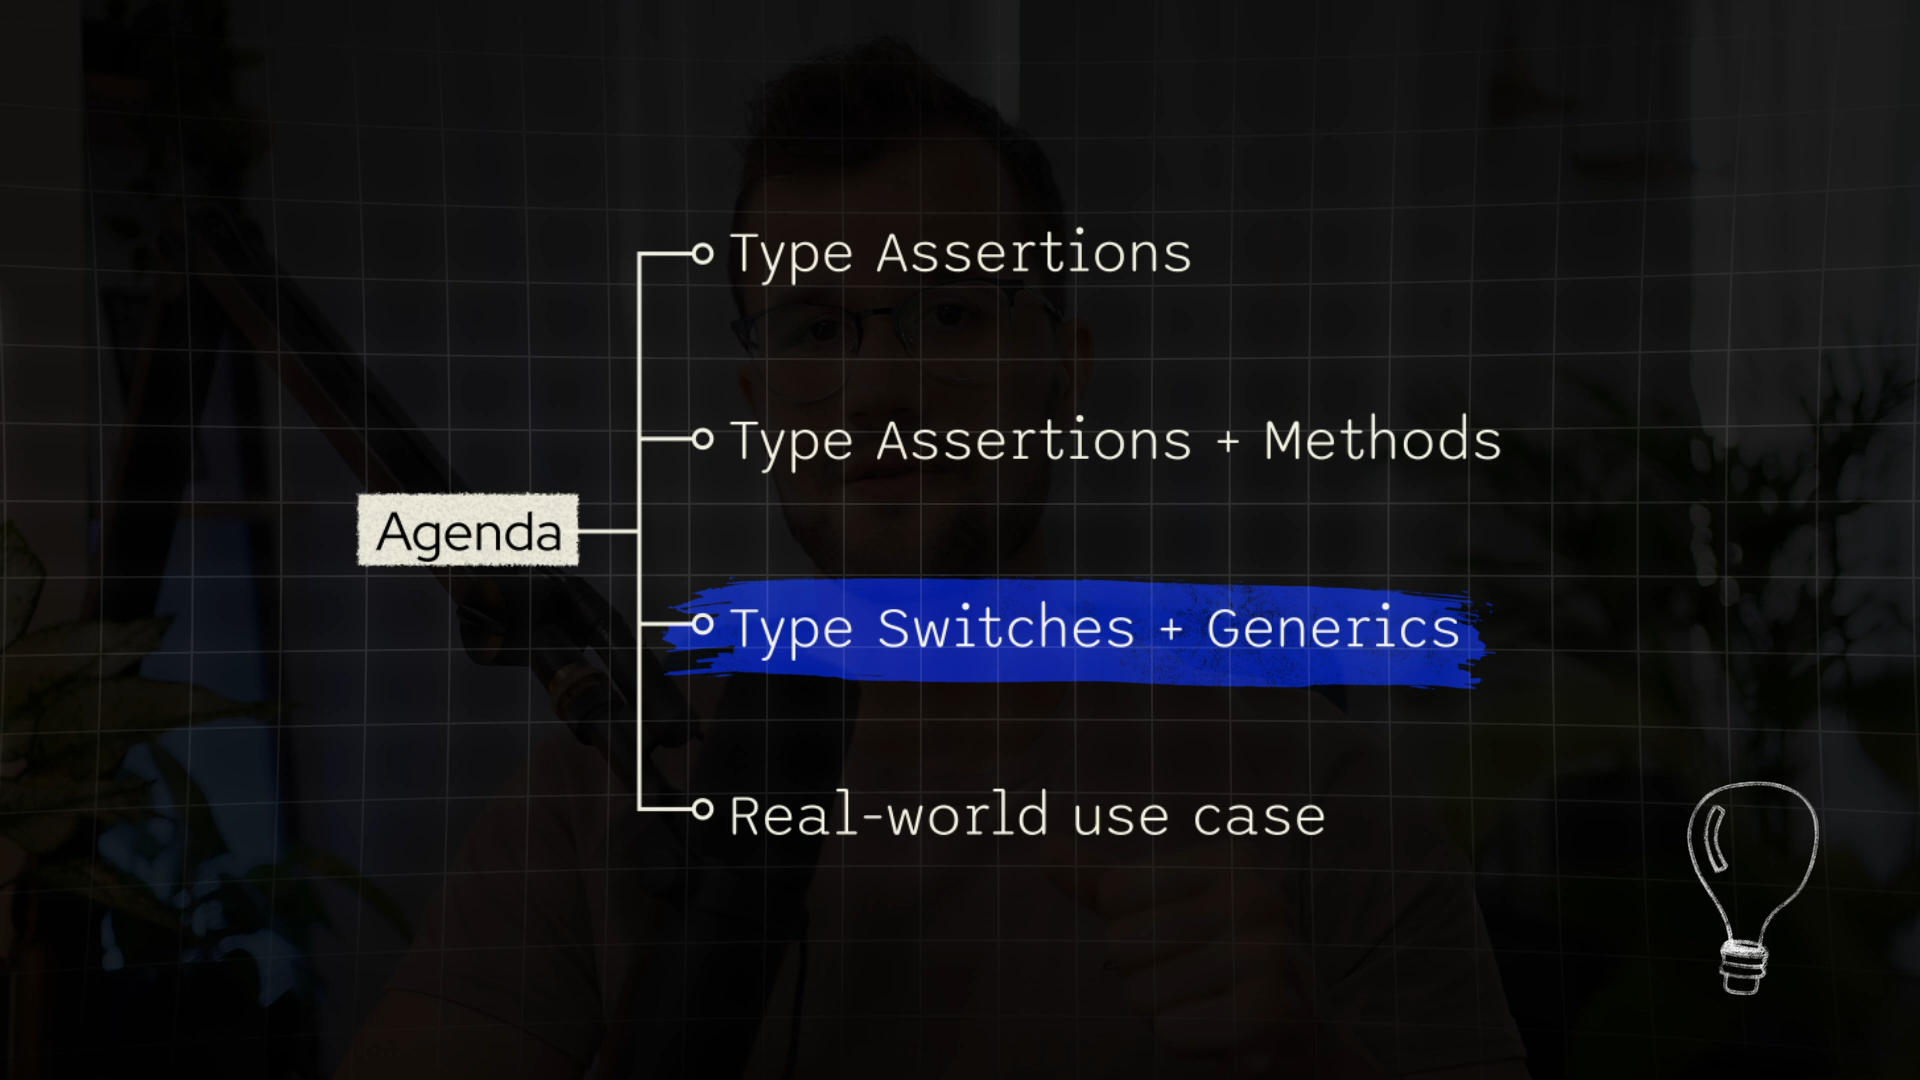 Type Assertions
Type Assertions + Methods
Agenda
Type Switches + Generics
Real-world use case